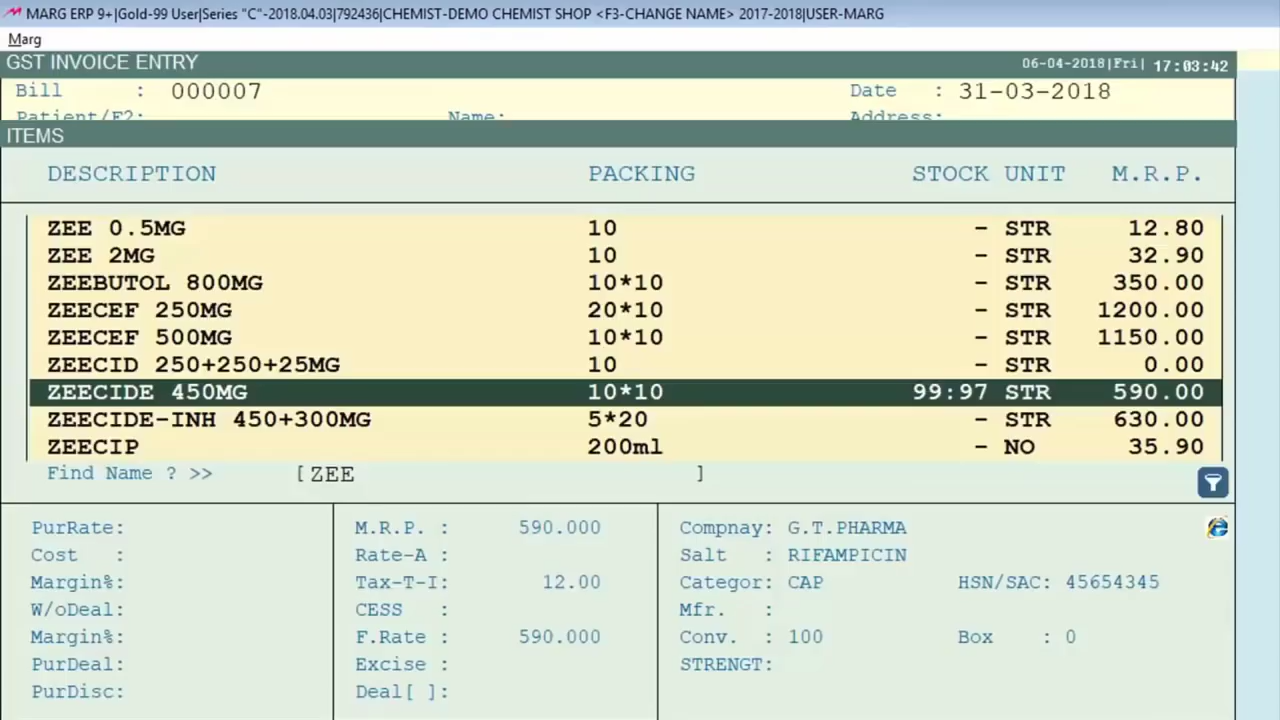 MARG ERP 9+|Gold-99 User|Series "C"-2018.04.03|792436|CHEMIST-DEMO CHEMIST SHOP <F3-CHANGE NAME> 2017-2018|USER-MARG
Marg
GST INVOICE ENTRY 06-04-2018|Fri| 17:03:42
Bill : 000007 Date : 31-03-2018
Patient/F2: Name: Address:
ITEMS
DESCRIPTION PACKING STOCK UNIT M.R.P.
ZEE 0.5MG 10 - STR 12.80
ZEE 2MG 10 - STR 32.90
ZEEBUTOL 800MG 10*10 - STR 350.00
ZEECEF 250MG 20*10 - STR 1200.00
ZEECEF 500MG 10*10 - STR 1150.00
ZEECID 250+250+25MG 10 - STR 0.00
ZEECIDE 450MG 10*10 99:97 STR 590.00
ZEECIDE-INH 450+300MG 5*20 - STR 630.00
ZEECIP 200ml - NO 35.90
Find Name ? >> [ ZEE ]
PurRate: M.R.P. : 590.000 Compnay: G.T.PHARMA
Cost : Rate-A : Salt : RIFAMPICIN
Margin%: Tax-T-I: 12.00 Categor: CAP HSN/SAC: 45654345
W/oDeal: CESS : Mfr. :
Margin%: F.Rate : 590.000 Conv. : 100 Box : 0
PurDeal: Excise : STRENGT:
PurDisc: Deal[ ]: